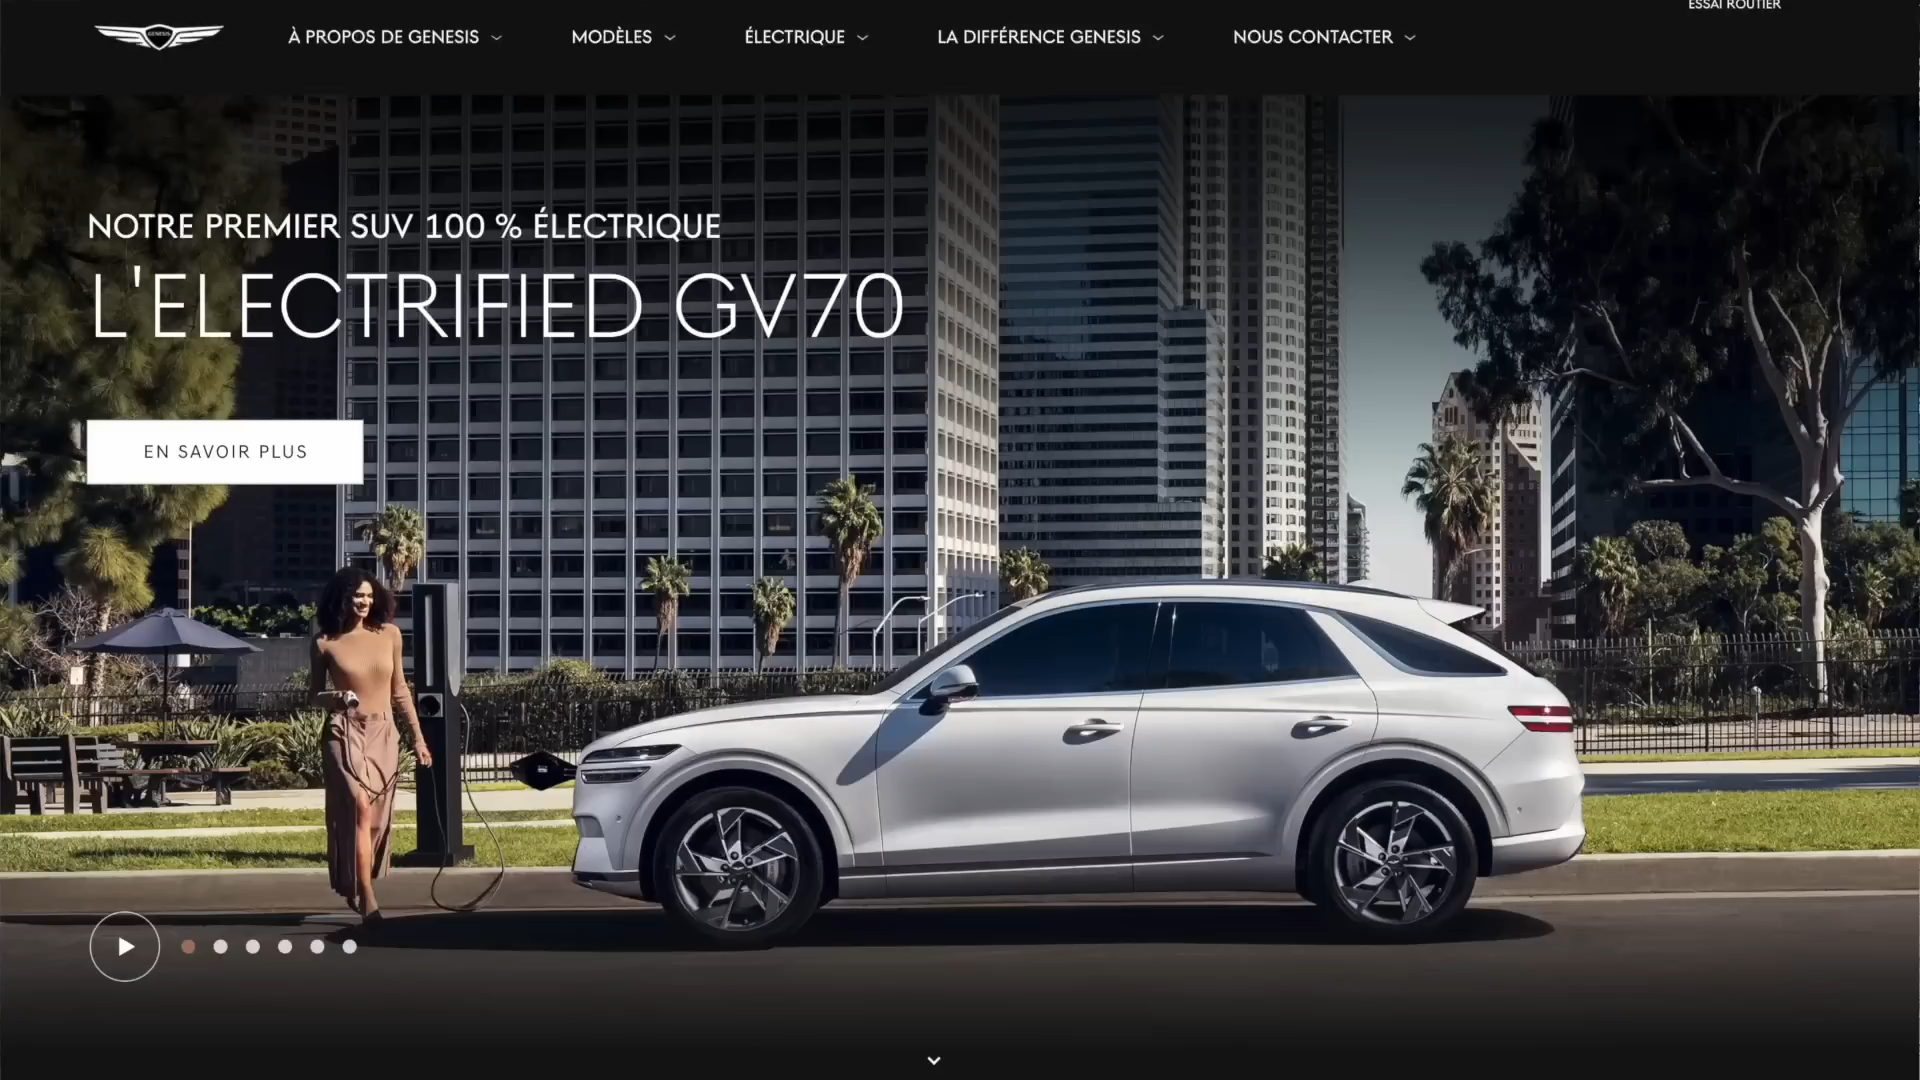 ESSAI ROUTIER
GENESIS
À PROPOS DE GENESIS
MODÈLES
ÉLECTRIQUE
LA DIFFÉRENCE GENESIS
NOUS CONTACTER
NOTRE PREMIER SUV 100 % ÉLECTRIQUE
L'ELECTRIFIED GV70
EN SAVOIR PLUS